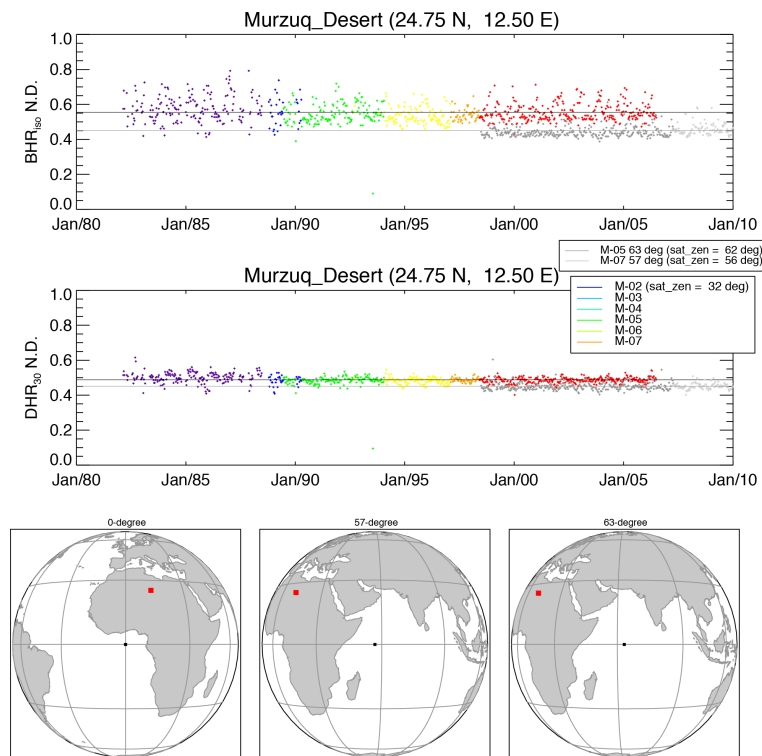 Murzuq_Desert (24.75 N,  12.50 E)
1.0
0.8
0.6
0.4
0.2
0.0
BHRiso N.D.
Jan/80
Jan/85
Jan/90
Jan/95
Jan/00
Jan/05
Jan/10
M-05 63 deg (sat_zen =  62 deg)
M-07 57 deg (sat_zen =  56 deg)
Murzuq_Desert (24.75 N,  12.50 E)
M-02 (sat_zen =  32 deg)
M-03
M-04
M-05
M-06
M-07
1.0
0.8
0.6
0.4
0.2
0.0
DHR30 N.D.
Jan/80
Jan/85
Jan/90
Jan/95
Jan/00
Jan/05
Jan/10
0-degree
57-degree
63-degree